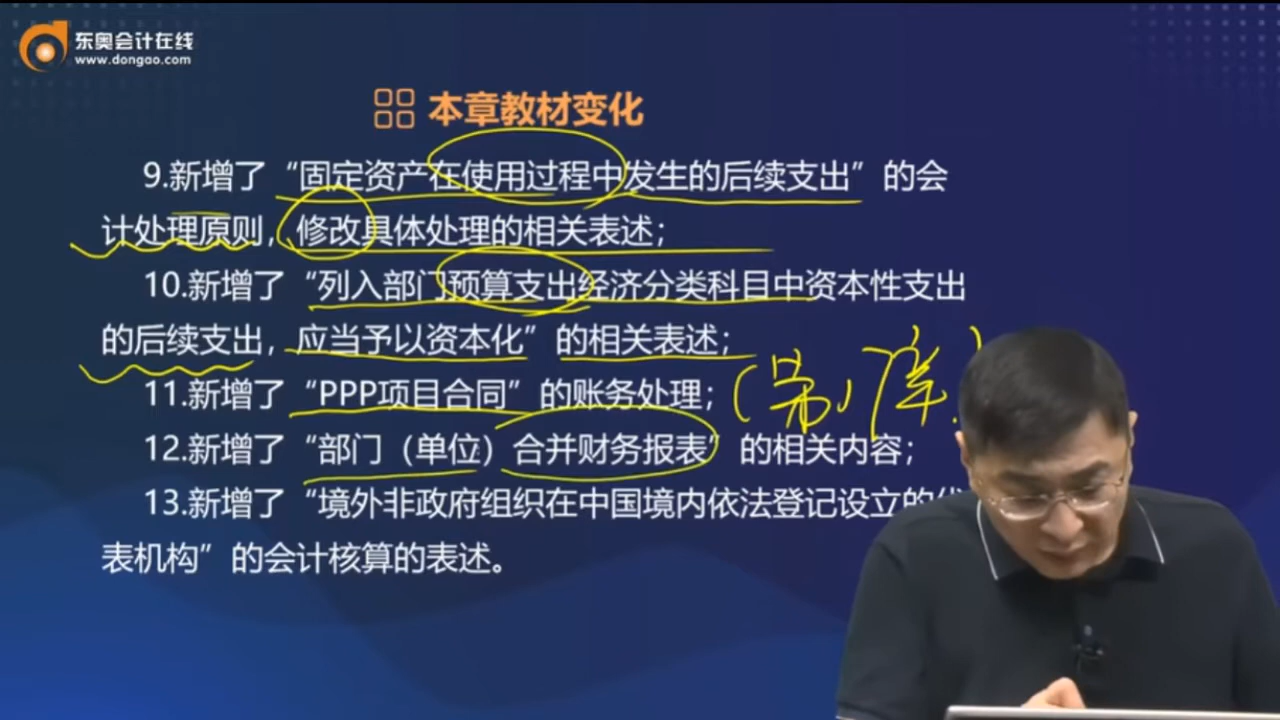 东奥会计在线
www.dongao.com
本章教材变化
9.新增了“固定资产在使用过程中发生的后续支出”的会
计处理原则，修改具体处理的相关表述；
10.新增了“列入部门预算支出经济分类科目中资本性支出
的后续支出，应当予以资本化”的相关表述；
11.新增了“PPP项目合同”的账务处理；
12.新增了“部门（单位）合并财务报表”的相关内容；
13.新增了“境外非政府组织在中国境内依法登记设立的代
表机构”的会计核算的表述。